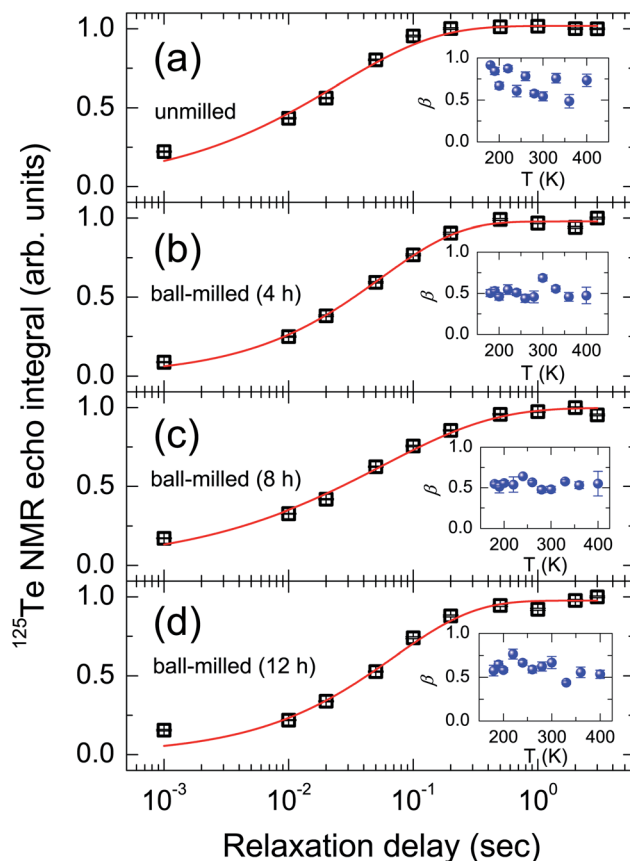 ¹²⁵Te NMR echo integral (arb. units)
1.0
0.5
0.0
(a)
unmilled
β
1.0
0.5
0.0
200 300 400
T (K)
1.0
0.5
0.0
(b)
ball-milled (4 h)
β
1.0
0.5
0.0
200 300 400
T (K)
1.0
0.5
0.0
(c)
ball-milled (8 h)
β
1.0
0.5
0.0
200 300 400
T (K)
1.0
0.5
0.0
(d)
ball-milled (12 h)
β
1.0
0.5
0.0
200 300 400
T (K)
10⁻³ 10⁻² 10⁻¹ 10⁰
Relaxation delay (sec)